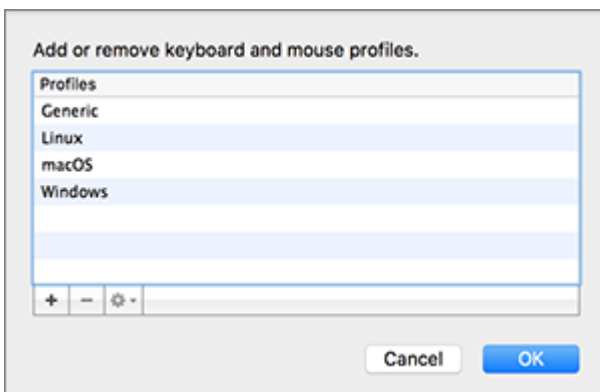 Add or remove keyboard and mouse profiles.
Profiles
Generic
Linux
macOS
Windows
+ −
Cancel OK